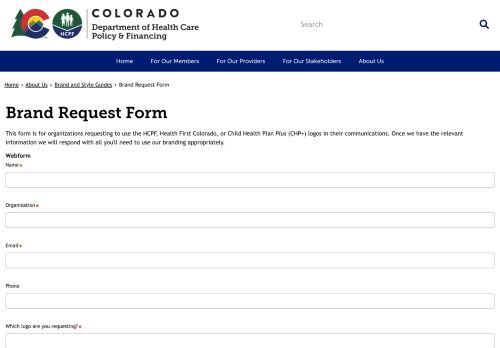 COLORADO
Department of Health Care
Policy & Financing
HCPF
Search
Home For Our Members For Our Providers For Our Stakeholders About Us
Home › About Us › Brand and Style Guides › Brand Request Form
Brand Request Form
This form is for organizations requesting to use the HCPF, Health First Colorado, or Child Health Plan Plus (CHP+) logos in their communications. Once we have the relevant
information we will respond with all you'll need to use our branding appropriately.
Webform
Name*
Organization*
Email*
Phone
Which logo are you requesting?*